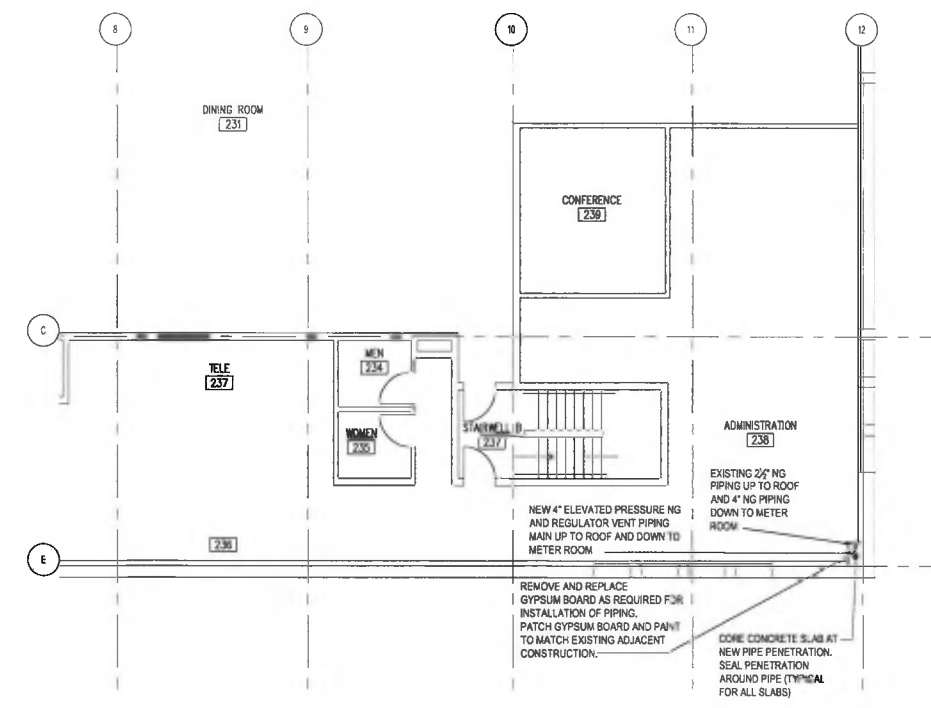 8
9
10
11
12
DINING ROOM
231
CONFERENCE
239
C
MEN
234
TELE
237
WOMEN
235
STAIRWELL B
237
ADMINISTRATION
238
EXISTING 2½" NG
PIPING UP TO ROOF
AND 4" NG PIPING
DOWN TO METER
ROOM
NEW 4" ELEVATED PRESSURE NG
AND REGULATOR VENT PIPING
MAIN UP TO ROOF AND DOWN TO
METER ROOM
236
E
REMOVE AND REPLACE
GYPSUM BOARD AS REQUIRED FOR
INSTALLATION OF PIPING.
PATCH GYPSUM BOARD AND PAINT
TO MATCH EXISTING ADJACENT
CONSTRUCTION.
CORE CONCRETE SLAB AT
NEW PIPE PENETRATION.
SEAL PENETRATION
AROUND PIPE (TYPICAL
FOR ALL SLABS)